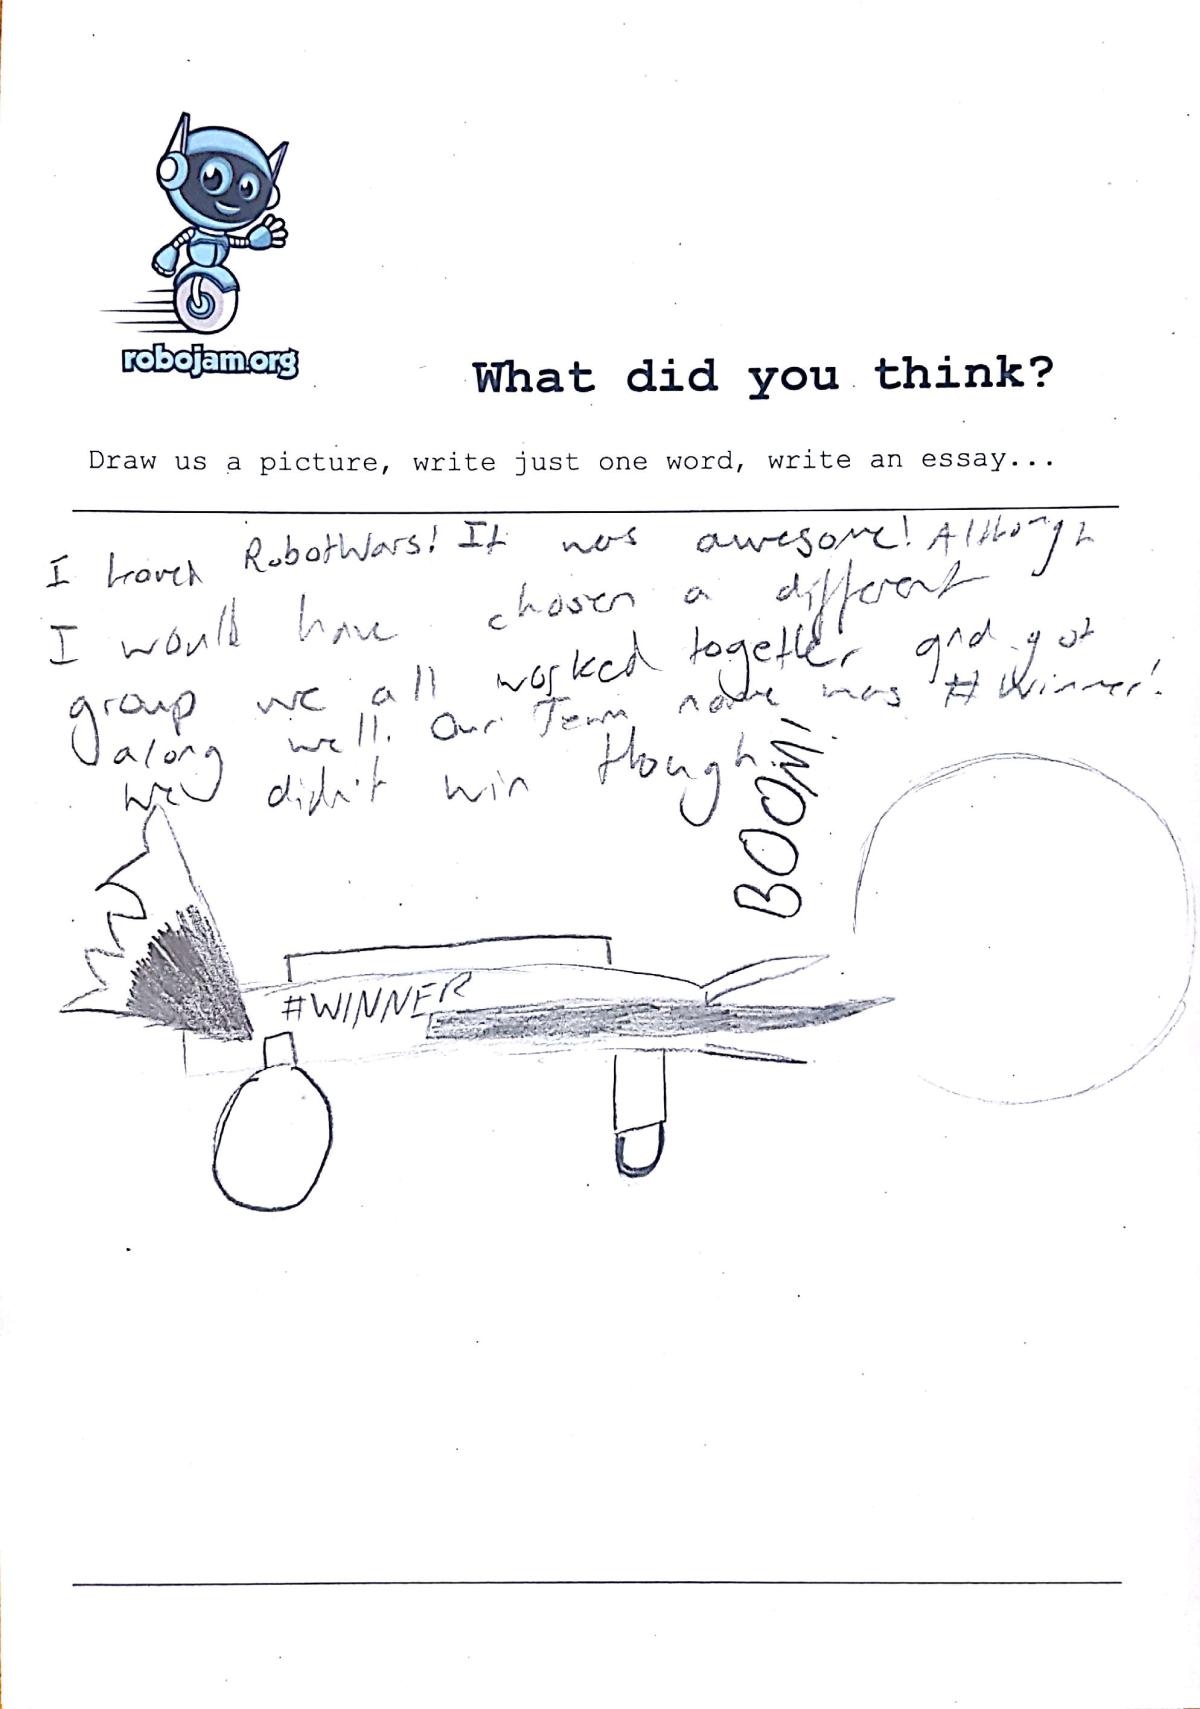 robojam.org
What did you think?
Draw us a picture, write just one word, write an essay...
I RobotWars! It was awesome! Although
I would have chosen a different
group we all worked together and got
along well. Our Team name was #Winner!
We didn't win though.
BOOM!
#WINNER